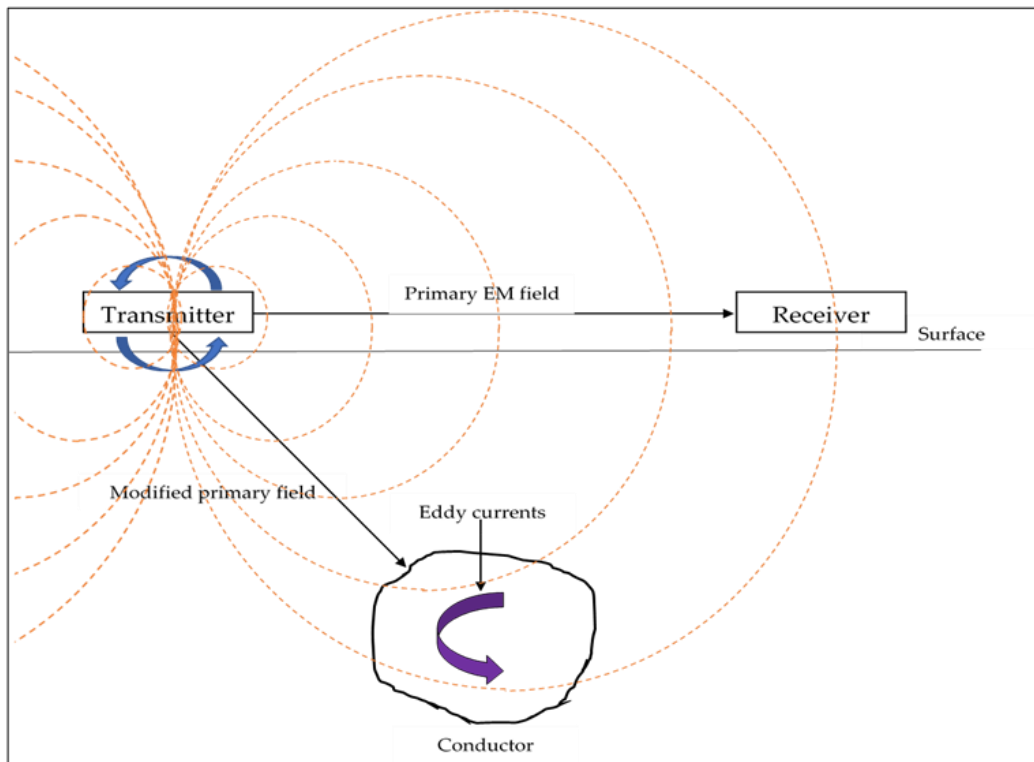 Primary EM field
Transmitter
Receiver
Surface
Modified primary field
Eddy currents
Conductor